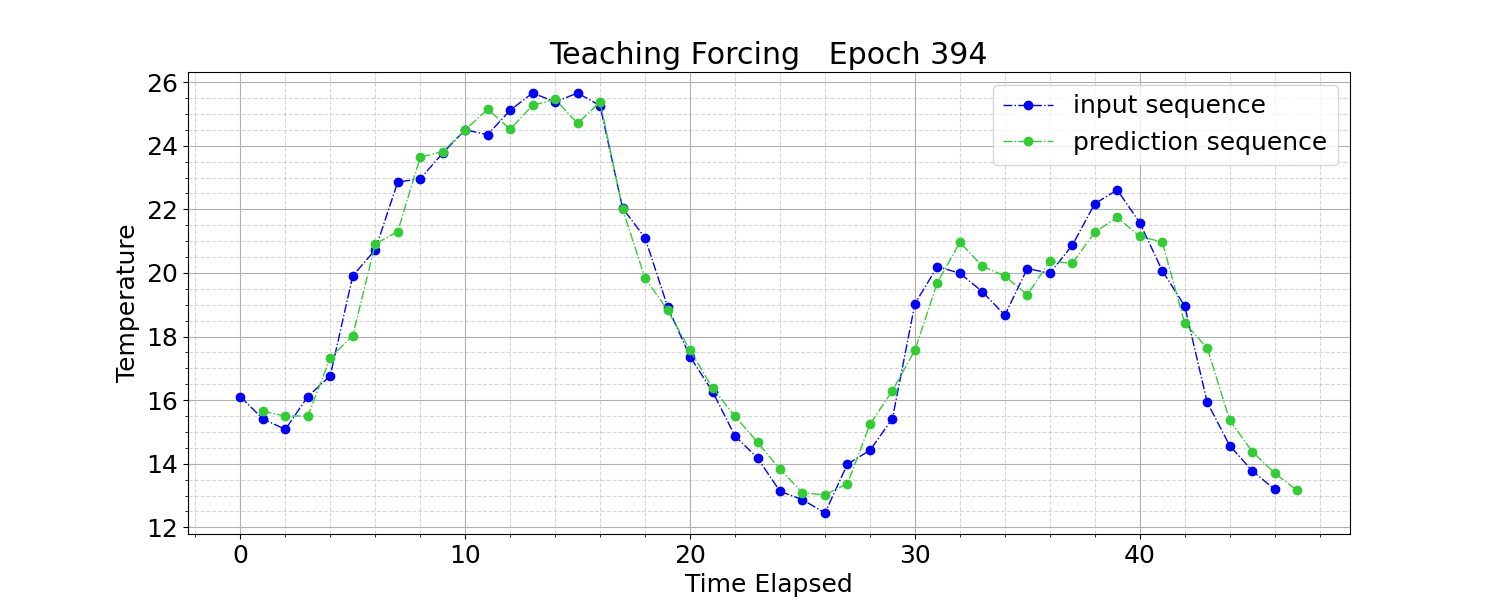 Teaching Forcing   Epoch 394
input sequence
prediction sequence
Temperature
26
24
22
20
18
16
14
12
0 10 20 30 40
Time Elapsed